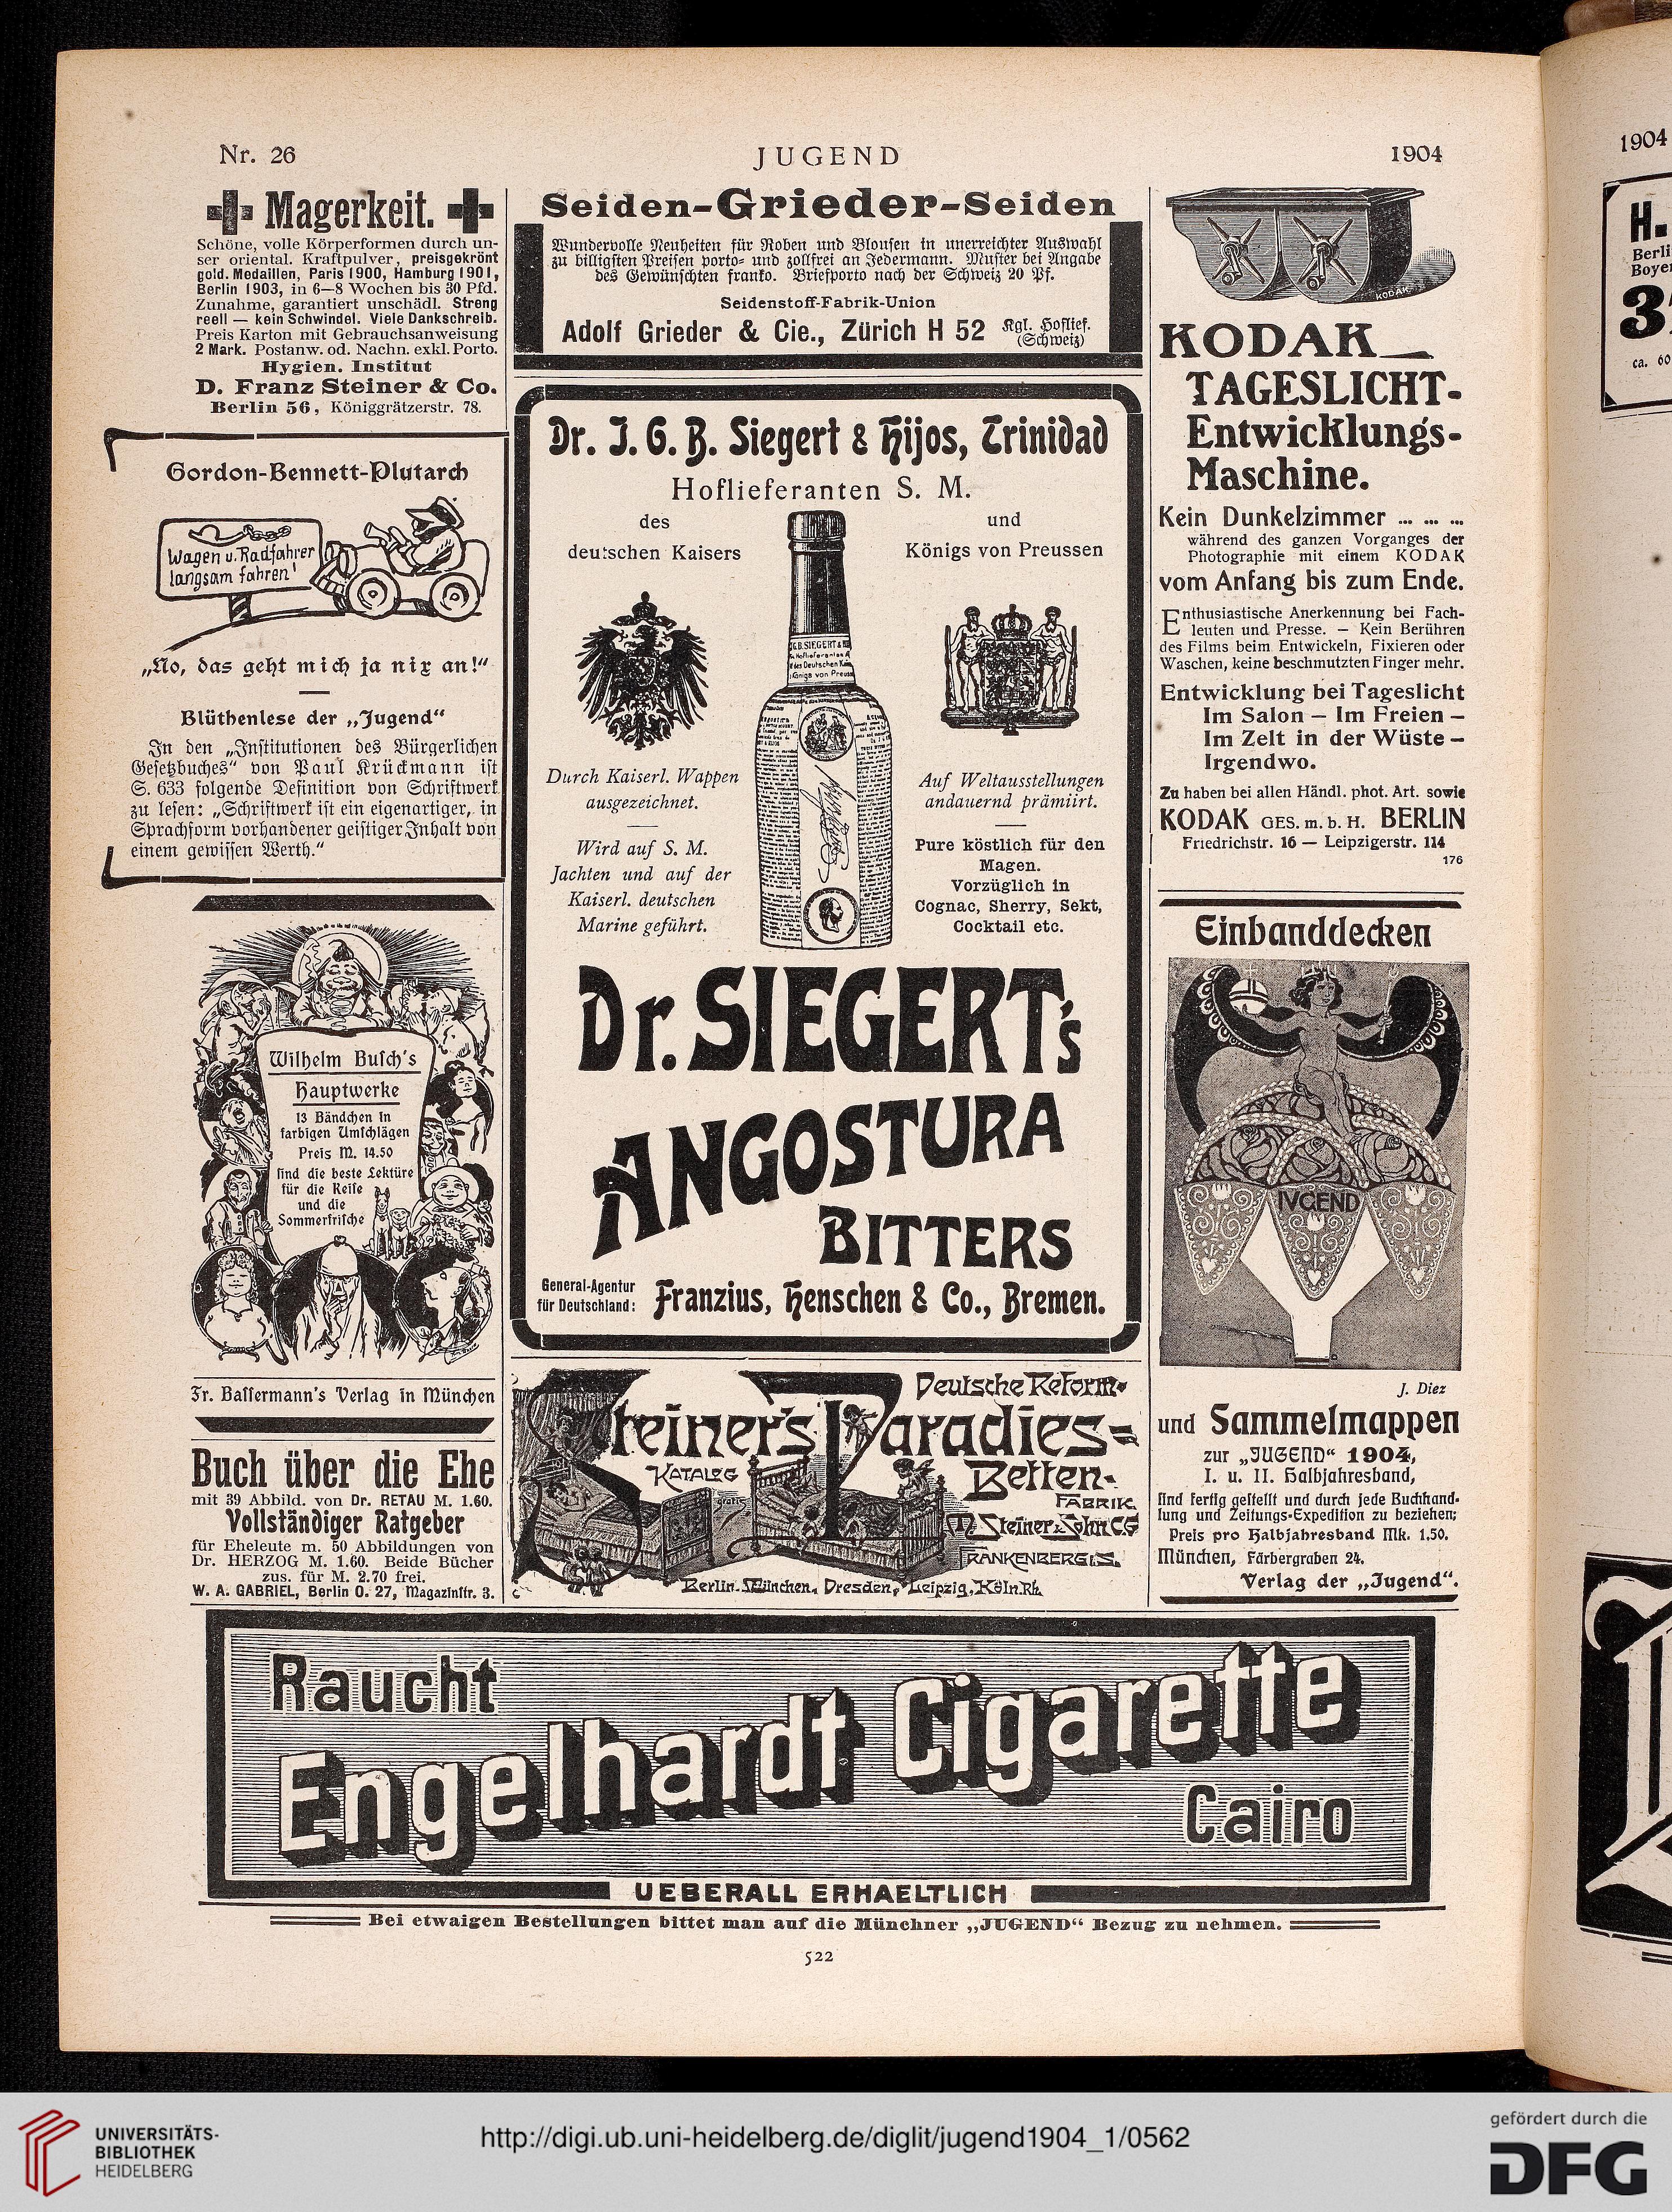 Nr. 26
JUGEND
1904
Magerkeit.
Schöne, volle Körperformen durch un-
ser oriental. Kraftpulver, preisgekrönt
gold. Medaillen, Paris 1900, Hamburg 1901,
Berlin 1903, in 6—8 Wochen bis 30 Pfd.
Zunahme, garantiert unschädl. Streng
reell — kein Schwindel. Viele Dankschreib.
Preis Karton mit Gebrauchsanweisung
2 Mark. Postanw. od. Nachn. exkl. Porto.
Hygien. Institut
D. Franz Steiner & Co.
Berlin 56, Königgrätzerstr. 78.
Gordon-Bennett-Plutarch
Wagen u. Radfahrer
langsam fahren!
„No, das geht mich ja nix an!“
Blüthenlese der „Jugend“
In den „Institutionen des Bürgerlichen
Gesetzbuches“ von Paul Krückmann ist
S. 633 folgende Definition von Schriftwerk
zu lesen: „Schriftwerk ist ein eigenartiger, in
Sprachform vorhandener geistiger Inhalt von
einem gewissen Werth.“
Wilhelm Busch's
Hauptwerke
13 Bändchen in
farbigen Umschlägen
Preis M. 14.50
sind die beste Lektüre
für die Reise
und die
Sommerfrische
Fr. Bassermann's Verlag in München
Buch über die Ehe
mit 39 Abbild. von Dr. RETAU M. 1.60.
Vollständiger Ratgeber
für Eheleute m. 50 Abbildungen von
Dr. HERZOG M. 1.60. Beide Bücher
zus. für M. 2.70 frei.
W. A. GABRIEL, Berlin O. 27, Magazinstr. 3.
Seiden-Grieder-Seiden
Wundervolle Neuheiten für Roben und Blousen in unerreichter Auswahl
zu billigsten Preisen porto- und zollfrei an Jedermann. Muster bei Angabe
des Gewünschten franko. Briefporto nach der Schweiz 20 Pf.
Seidenstoff-Fabrik-Union
Adolf Grieder & Cie., Zürich H 52 Kgl. Hoflief.
(Schweiz)
Dr. J. G. B. Siegert & Hijos, Trinidad
Hoflieferanten S. M.
des
deutschen Kaisers
und
Königs von Preussen
G.B. SIEGERT &
Hoflieferanten
des Deutschen
Königs von Preuss
Durch Kaiserl. Wappen
ausgezeichnet.
Wird auf S. M.
Jachten und auf der
Kaiserl. deutschen
Marine geführt.
Auf Weltausstellungen
andauernd prämiirt.
Pure köstlich für den
Magen.
Vorzüglich in
Cognac, Sherry, Sekt,
Cocktail etc.
Dr. SIEGERT's
ANGOSTURA
BITTERS
General-Agentur
für Deutschland: Franzius, Henschen & Co., Bremen.
Deutsche Reform-
Steiner's Paradies-
KATALOG
gratis
Betten-
FABRIK
M. Steiner & Sohn A.G
FRANKENBERG i. S.
Berlin. München, Dresden, Leipzig, Köln Rh.
KODAK
KODAK
TAGESLICHT-
Entwicklungs-
Maschine.
Kein Dunkelzimmer ... ... ...
während des ganzen Vorganges der
Photographie mit einem KODAK
vom Anfang bis zum Ende.
Enthusiastische Anerkennung bei Fach-
leuten und Presse. — Kein Berühren
des Films beim Entwickeln, Fixieren oder
Waschen, keine beschmutzten Finger mehr.
Entwicklung bei Tageslicht
Im Salon — Im Freien —
Im Zelt in der Wüste —
Irgendwo.
Zu haben bei allen Händl. phot. Art. sowie
KODAK GES. m. b. H. BERLIN
Friedrichstr. 16 — Leipzigerstr. 114
176
Einbanddecken
JVGEND
J. Diez
und Sammelmappen
zur „JUGEND“ 1904,
I. u. II. Halbjahresband,
sind fertig gestellt und durch jede Buchhand-
lung und Zeitungs-Expedition zu beziehen;
Preis pro Halbjahresband Mk. 1,50.
München, Färbergraben 24.
Verlag der „Jugend“.
Raucht
Engelhardt Cigarette
Cairo
UEBERALL ERHAELTLICH
Bei etwaigen Bestellungen bittet man auf die Münchner „JUGEND“ Bezug zu nehmen.
522
1904
H.
Berli
Boye
3
ca. 60
UNIVERSITÄTS-
BIBLIOTHEK
HEIDELBERG
http://digi.ub.uni-heidelberg.de/diglit/jugend1904_1/0562
gefördert durch die
DFG